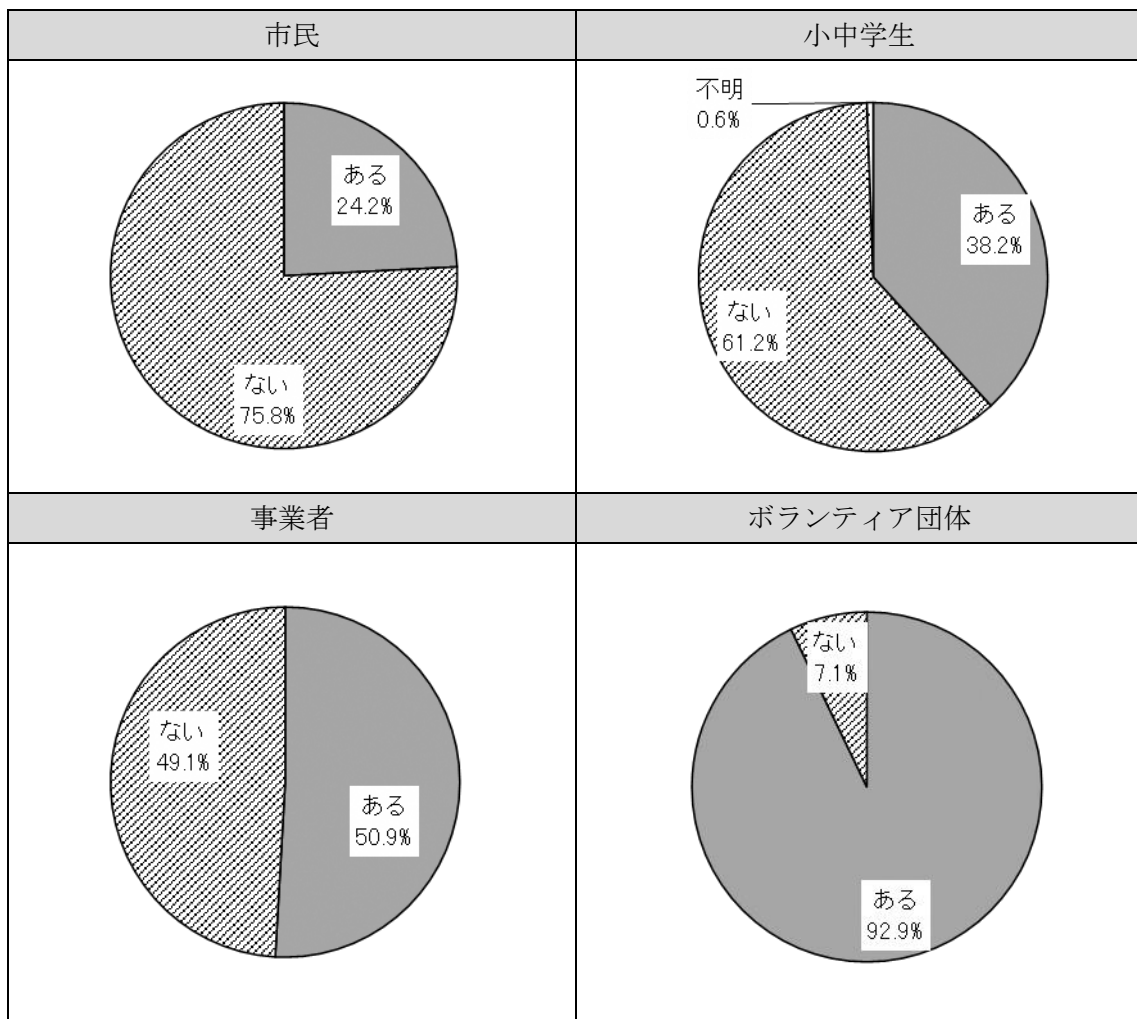 市民
小中学生
ある
24.2%
ない
75.8%
不明
0.6%
ある
38.2%
ない
61.2%
事業者
ボランティア団体
ない
49.1%
ある
50.9%
ない
7.1%
ある
92.9%